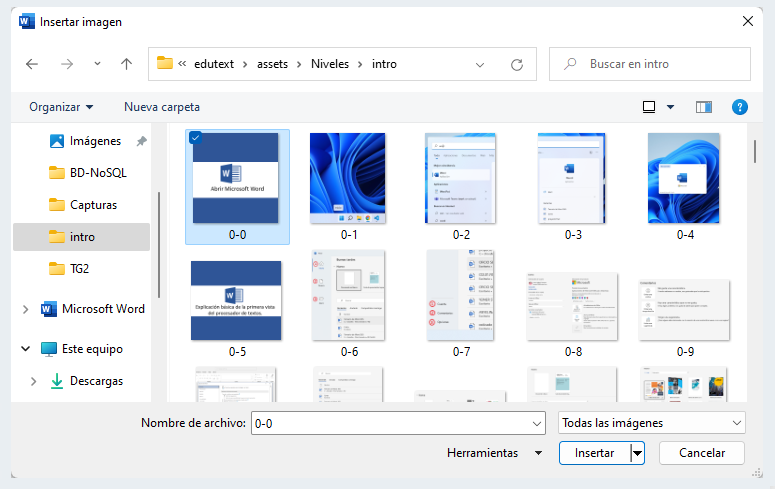 Insertar imagen
« edutext > assets > Niveles > intro
Buscar en intro
Organizar
Nueva carpeta
Imágenes
BD-NoSQL
Capturas
intro
TG2
Microsoft Word
Este equipo
Descargas
Abrir Microsoft Word
0-0
0-1
0-2
0-3
0-4
Explicación básica de la primera vista
del procesador de textos.
0-5
0-6
0-7
0-8
0-9
Nombre de archivo:
0-0
Todas las imágenes
Herramientas
Insertar
Cancelar